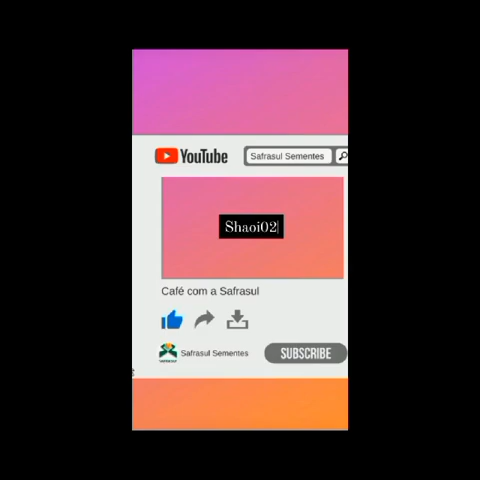 YouTube
Safrasul Sementes
Shaoi02
Café com a Safrasul
Safrasul Sementes
SUBSCRIBE